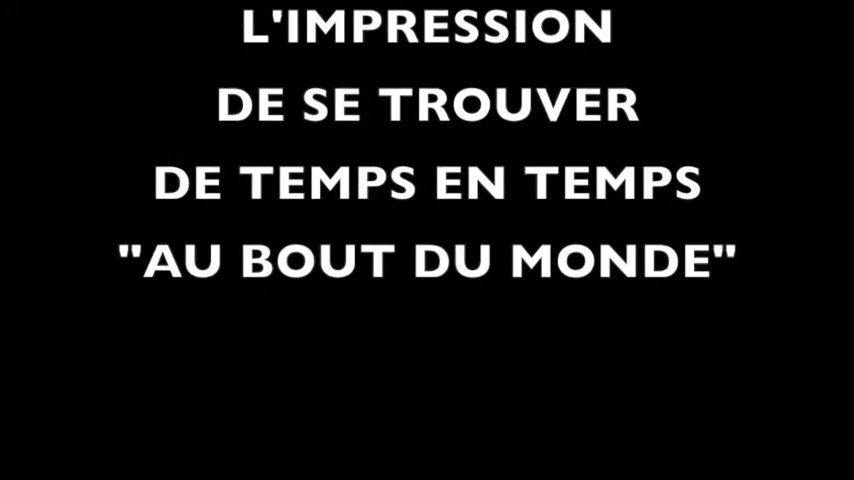 L'IMPRESSION
DE SE TROUVER
DE TEMPS EN TEMPS
"AU BOUT DU MONDE"